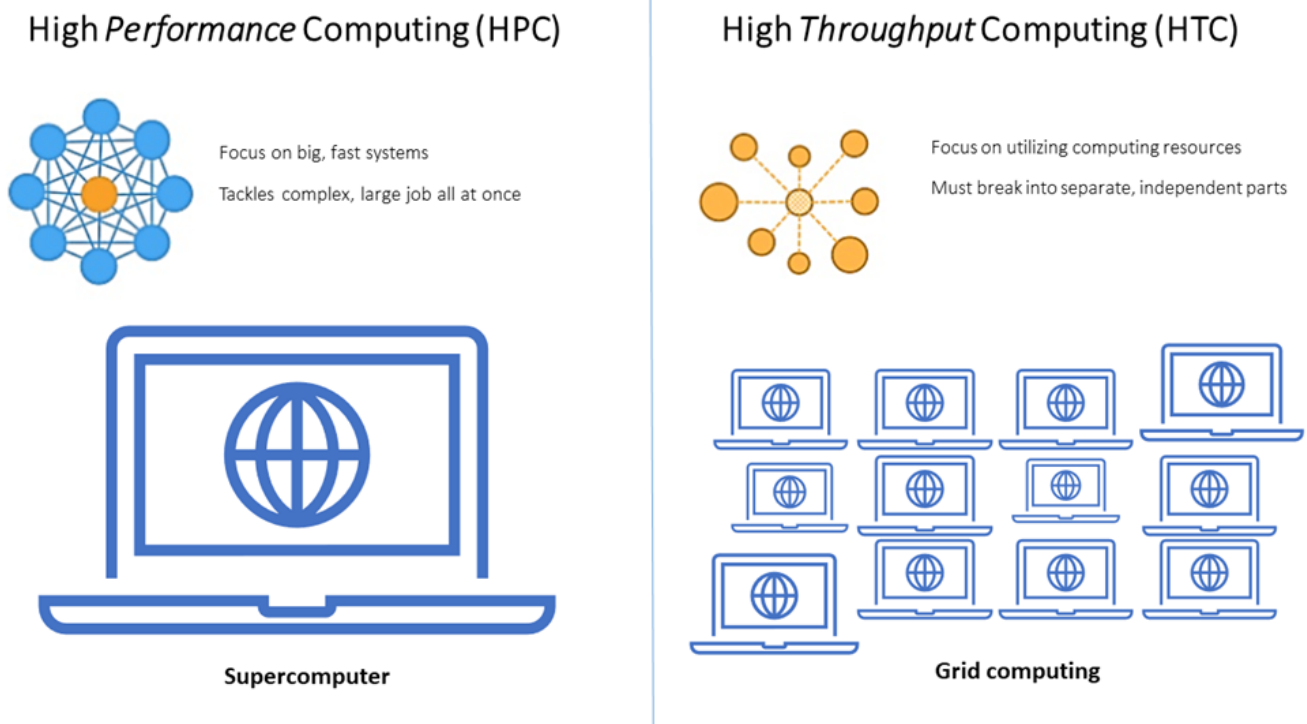 High Performance Computing (HPC)
Focus on big, fast systems
Tackles complex, large job all at once
Supercomputer
High Throughput Computing (HTC)
Focus on utilizing computing resources
Must break into separate, independent parts
Grid computing